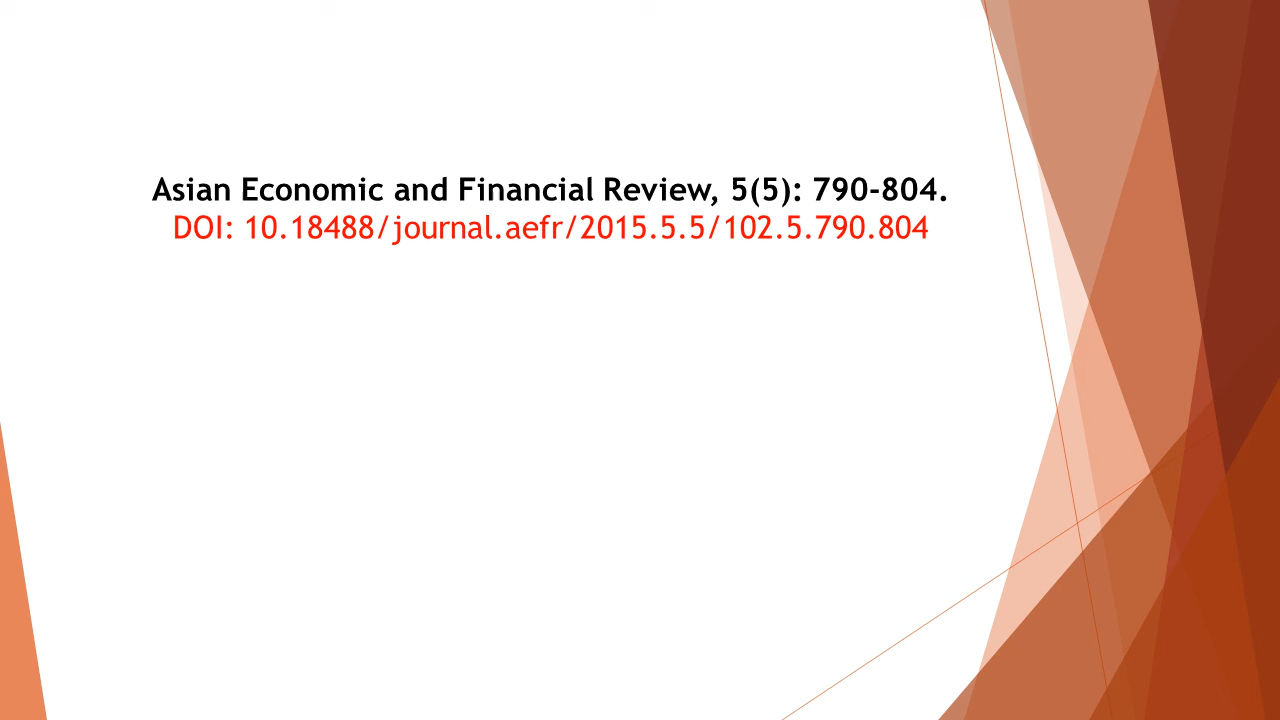 Asian Economic and Financial Review, 5(5): 790-804.
DOI: 10.18488/journal.aefr/2015.5.5/102.5.790.804